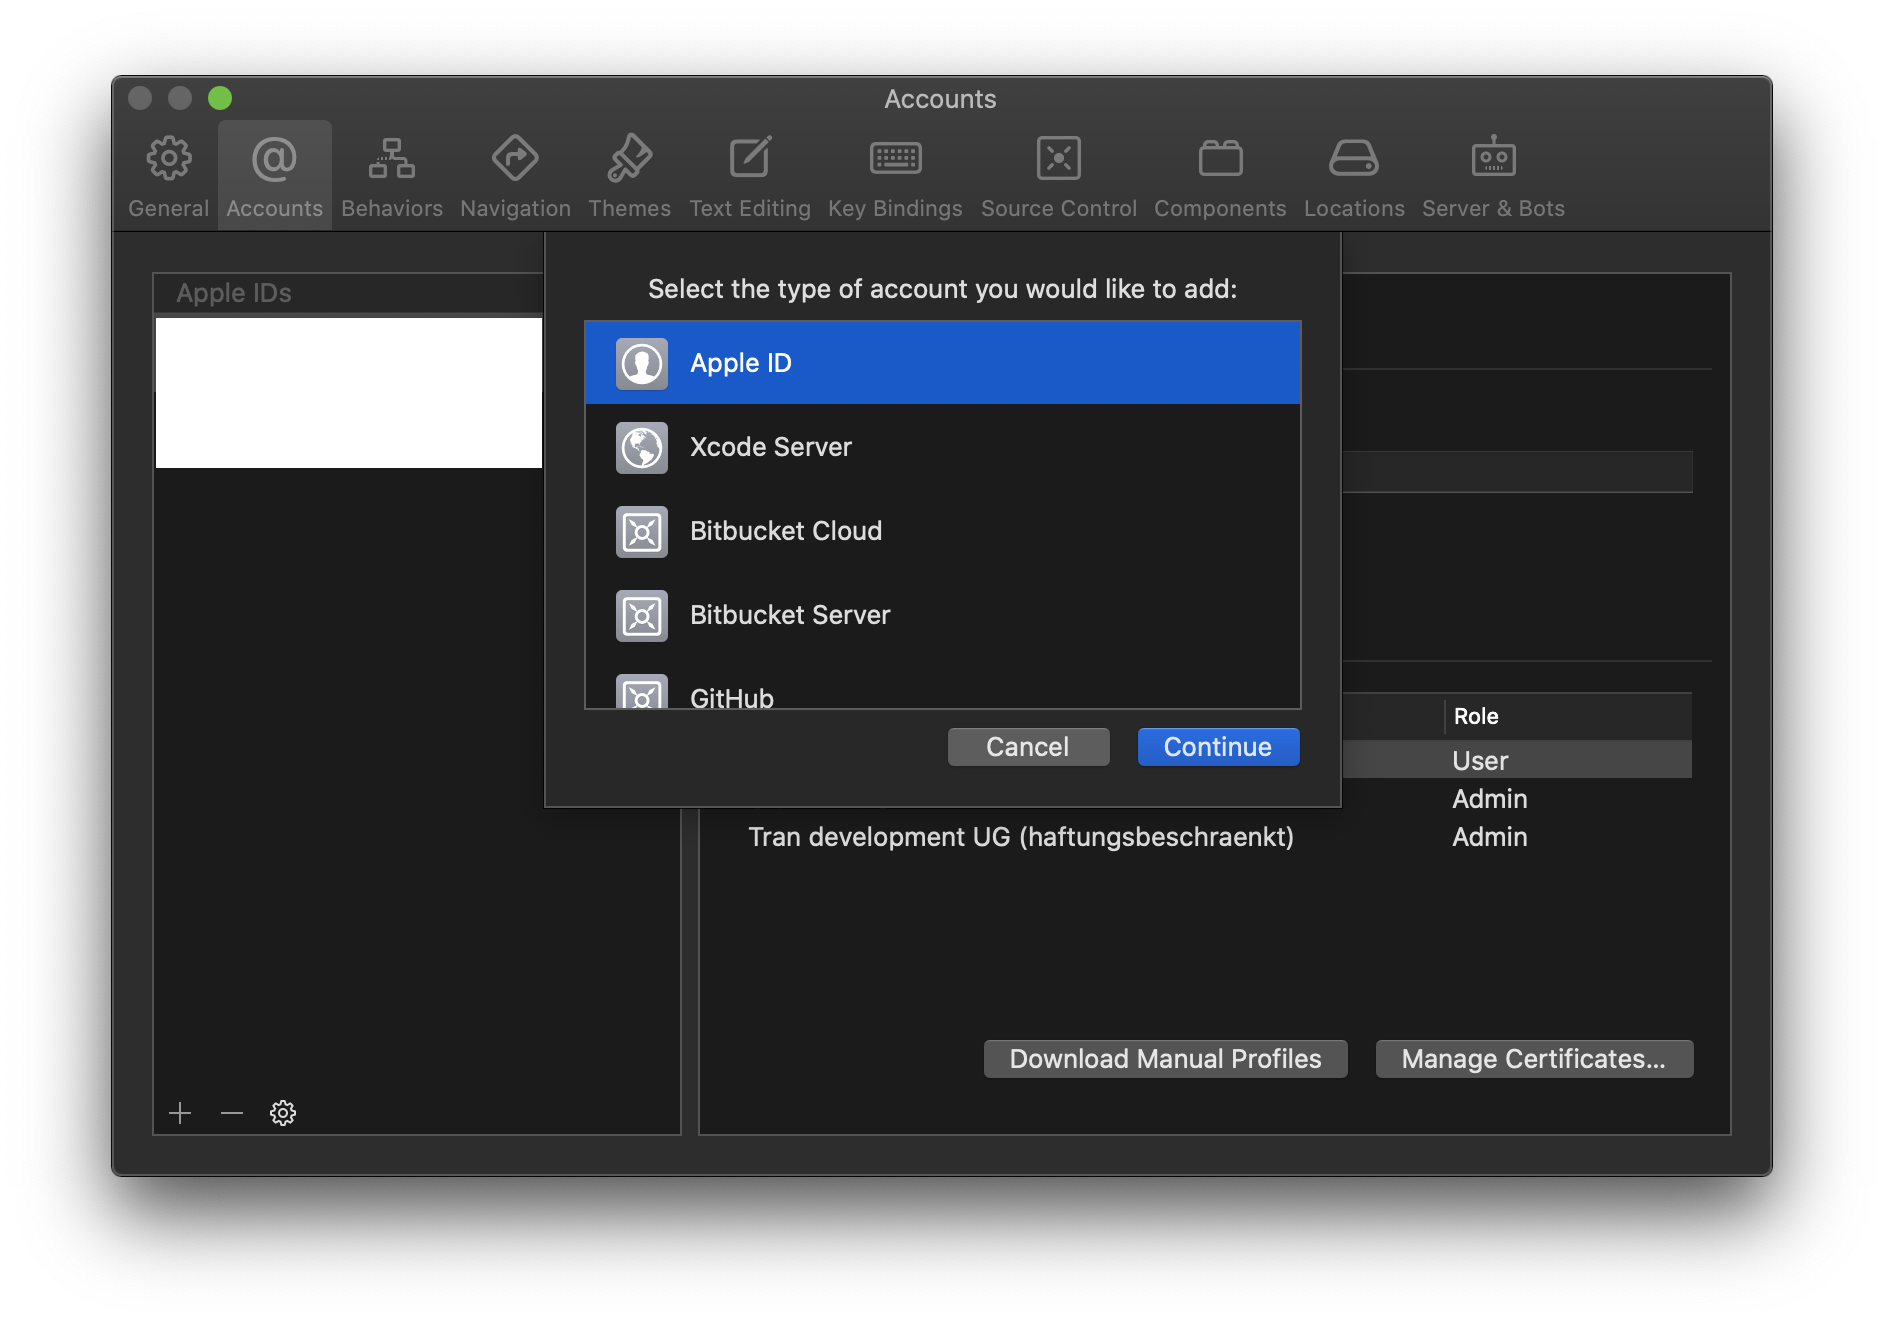 Accounts
General
Accounts
Behaviors
Navigation
Themes
Text Editing
Key Bindings
Source Control
Components
Locations
Server & Bots
Apple IDs
Select the type of account you would like to add:
Apple ID
Xcode Server
Bitbucket Cloud
Bitbucket Server
GitHub
Cancel
Continue
Role
User
Admin
Tran development UG (haftungsbeschraenkt)
Admin
Download Manual Profiles
Manage Certificates...